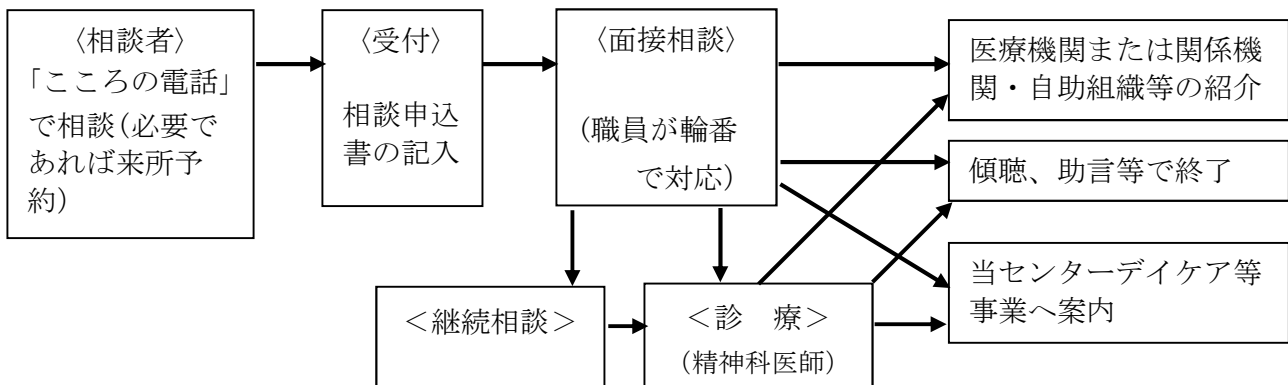 〈相談者〉
「こころの電話」
で相談(必要で
あれば来所予
約)
〈受付〉
相談申込
書の記入
〈面接相談〉
(職員が輪番
で対応)
医療機関または関係機
関・自助組織等の紹介
傾聴、助言等で終了
当センターデイケア等
事業へ案内
＜継続相談＞
＜診　療＞
(精神科医師)